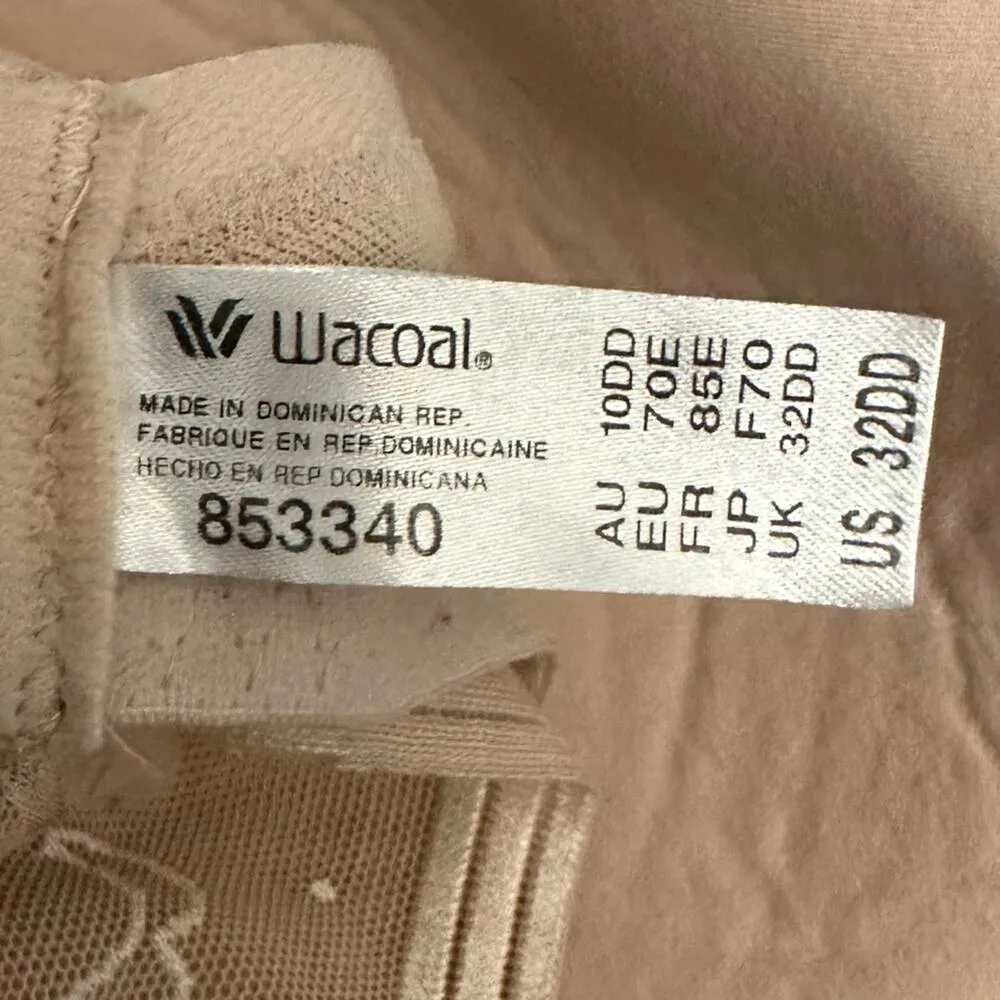 Wacoal®
MADE IN DOMINICAN REP.
FABRIQUE EN REP.DOMINICAINE
HECHO EN REP.DOMINICANA
853340
AU 10DD
EU 70E
FR 85E
JP F70
UK 32DD
US 32DD